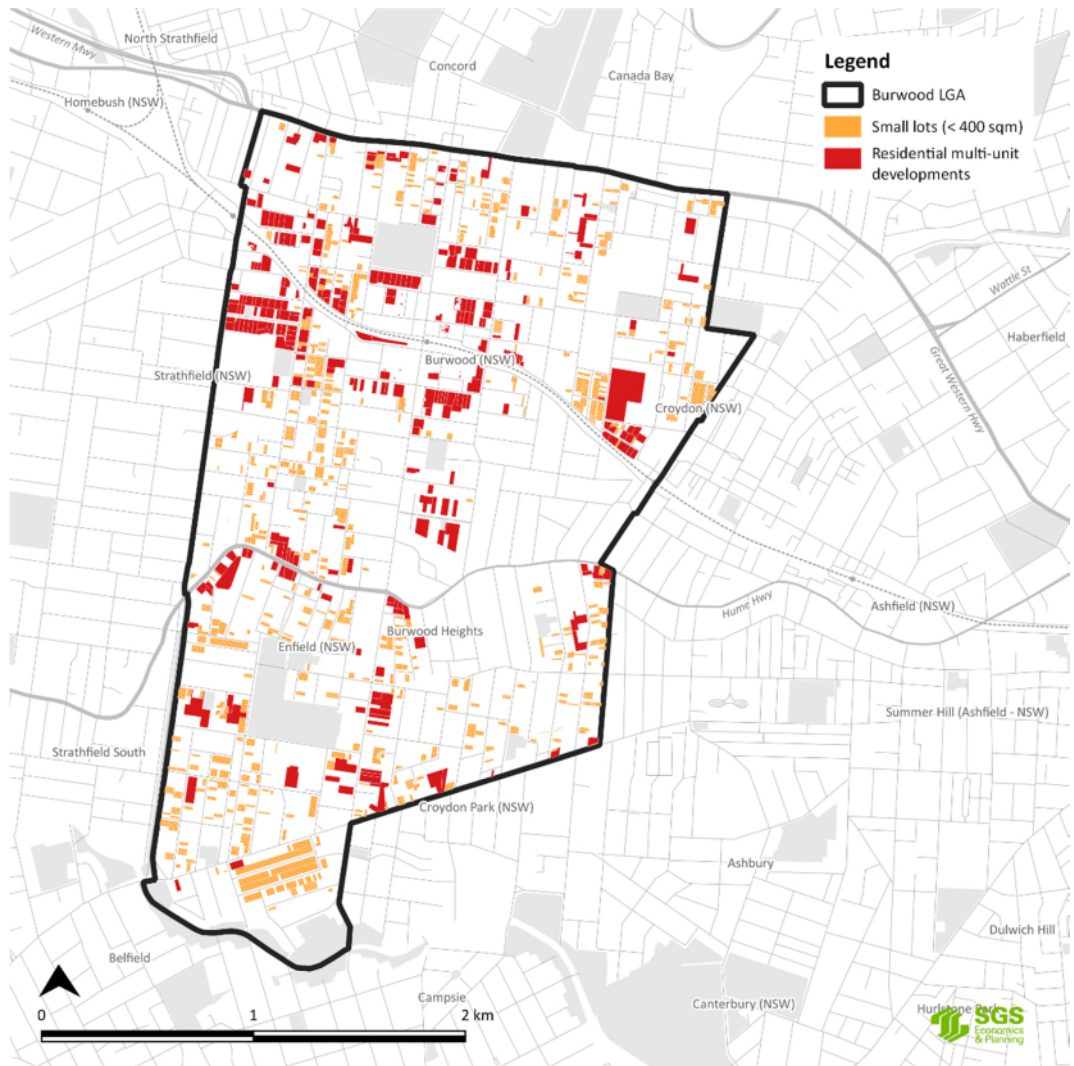 North Strathfield
Western Mwy
Concord
Canada Bay
Homebush (NSW)
Legend
Burwood LGA
Small lots (< 400 sqm)
Residential multi-unit
developments
Wattle St
Haberfield
Great Western Hwy
Burwood (NSW)
Strathfield (NSW)
Croydon (NSW)
Hume Hwy
Ashfield (NSW)
Burwood Heights
Enfield (NSW)
Summer Hill (Ashfield - NSW)
Strathfield South
Croydon Park (NSW)
Ashbury
Dulwich Hill
Belfield
Campsie
Canterbury (NSW)
0 1 2 km
SGS
Economics
& Planning